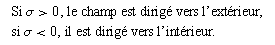 Si σ > 0, le champ est dirigé vers l'extérieur,
si σ < 0, il est dirigé vers l'intérieur.